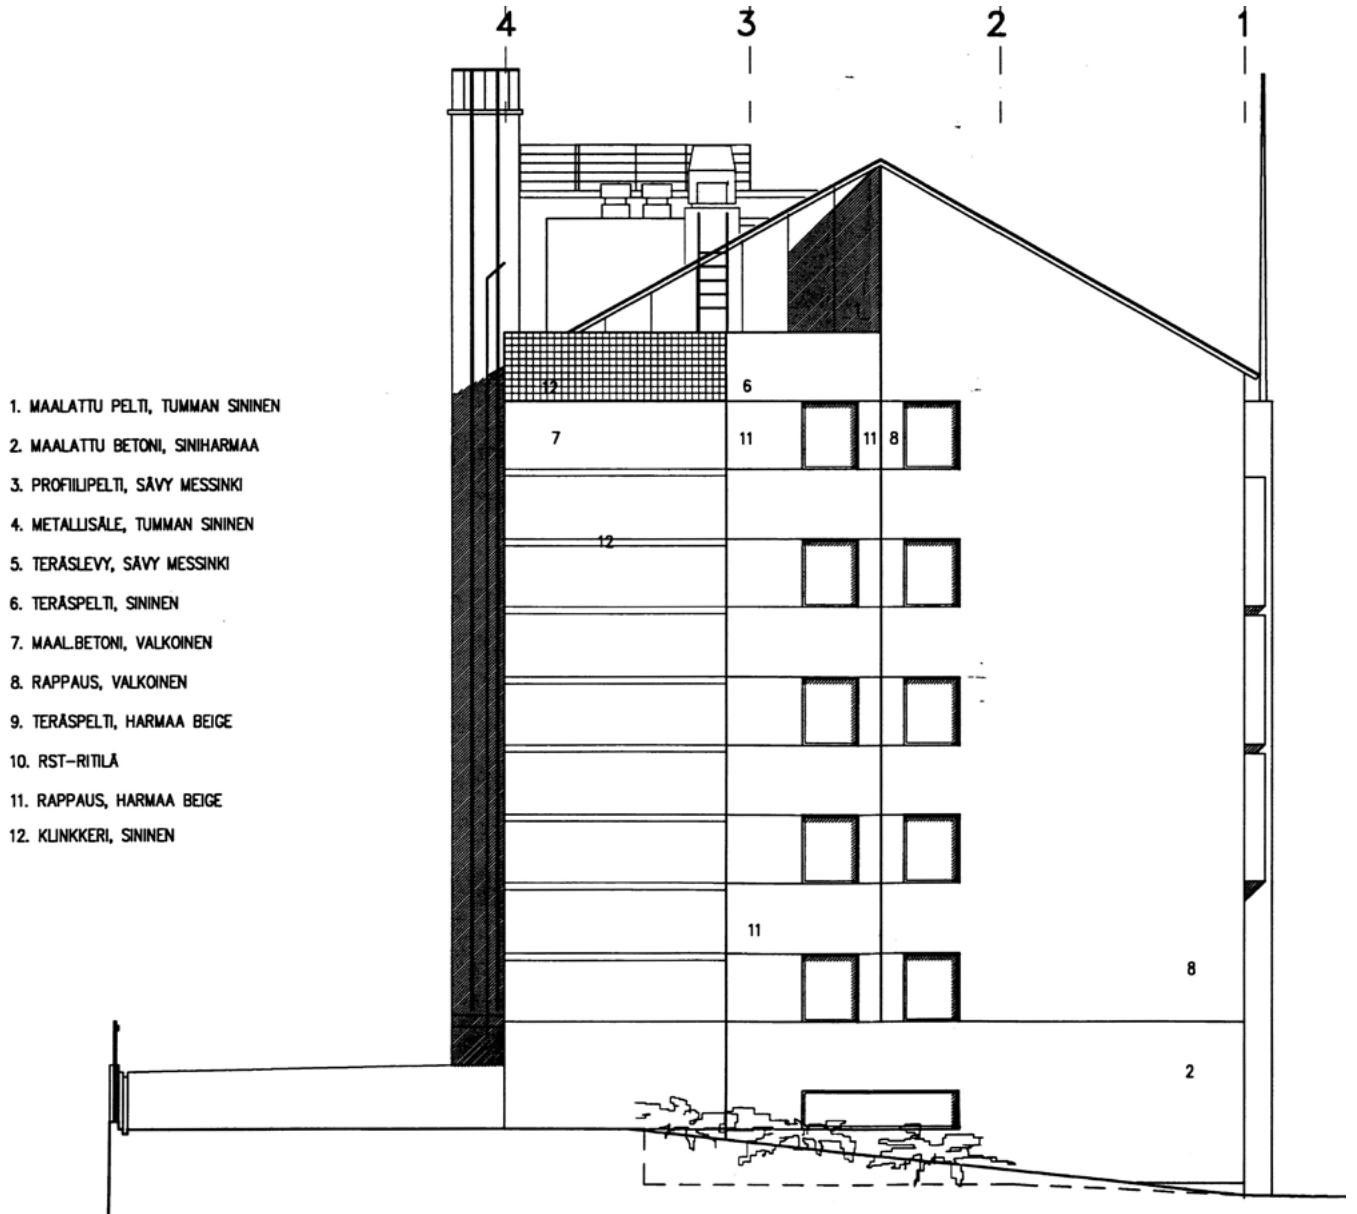 4 3 2 1
12 6
1. MAALATTU PELTI, TUMMAN SININEN
7 11 11 8
2. MAALATTU BETONI, SINIHARMAA
3. PROFIILIPELTI, SÄVY MESSINKI
4. METALLISÄLE, TUMMAN SININEN
12
5. TERÄSLEVY, SÄVY MESSINKI
6. TERÄSPELTI, SININEN
7. MAAL.BETONI, VALKOINEN
8. RAPPAUS, VALKOINEN
9. TERÄSPELTI, HARMAA BEIGE
10. RST-RITILÄ
11. RAPPAUS, HARMAA BEIGE
12. KLINKKERI, SININEN
11
8
2